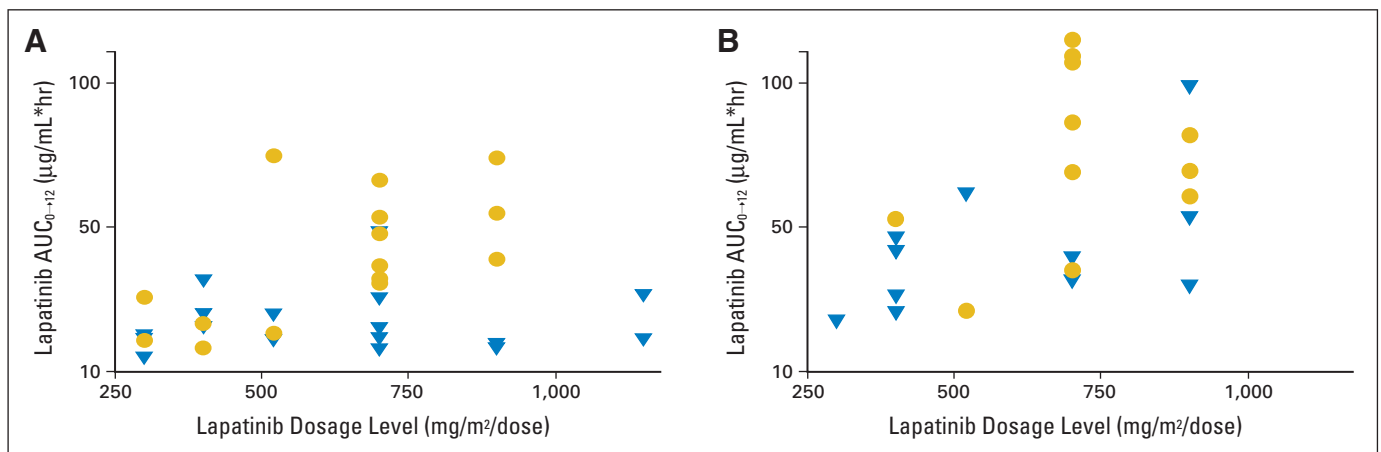 A
Lapatinib AUC₀→₁₂ (µg/mL*hr)
100
50
10
250
500
750
1,000
Lapatinib Dosage Level (mg/m²/dose)
B
Lapatinib AUC₀→₁₂ (µg/mL*hr)
100
50
10
250
500
750
1,000
Lapatinib Dosage Level (mg/m²/dose)